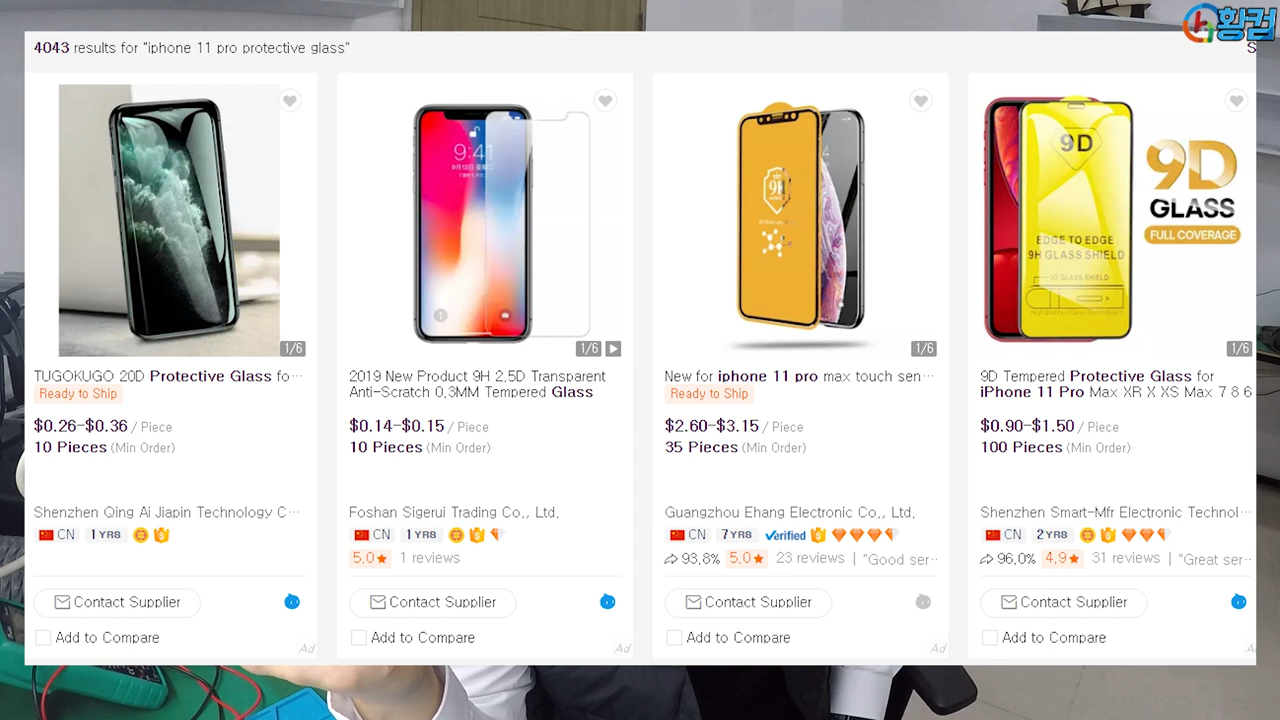 황컴
4043 results for "iphone 11 pro protective glass"
S
1/6
TUGOKUGO 20D Protective Glass fo···
Ready to Ship
$0.26-$0.36 / Piece
10 Pieces (Min Order)
Shenzhen Qing Ai Jiapin Technology C···
CN 1 YRS
Contact Supplier
Add to Compare
Ad
9:41
1/6
2019 New Product 9H 2.5D Transparent
Anti-Scratch 0.3MM Tempered Glass
$0.14-$0.15 / Piece
10 Pieces (Min Order)
Foshan Sigerui Trading Co., Ltd.
CN 1 YRS
5.0★ 1 reviews
Contact Supplier
Add to Compare
Ad
1/6
New for iphone 11 pro max touch sen···
Ready to Ship
$2.60-$3.15 / Piece
35 Pieces (Min Order)
Guangzhou Ehang Electronic Co., Ltd.
CN 7 YRS Verified
93.8% 5.0★ 23 reviews | "Good ser··
Contact Supplier
Add to Compare
Ad
9D
EDGE TO EDGE
9H GLASS SHIELD
9D
GLASS
FULL COVERAGE
1/6
9D Tempered Protective Glass for
iPhone 11 Pro Max XR X XS Max 7 8 6
$0.90-$1.50 / Piece
100 Pieces (Min Order)
Shenzhen Smart-Mfr Electronic Technol···
CN 2 YRS
96.0% 4.9★ 31 reviews | "Great ser··
Contact Supplier
Add to Compare